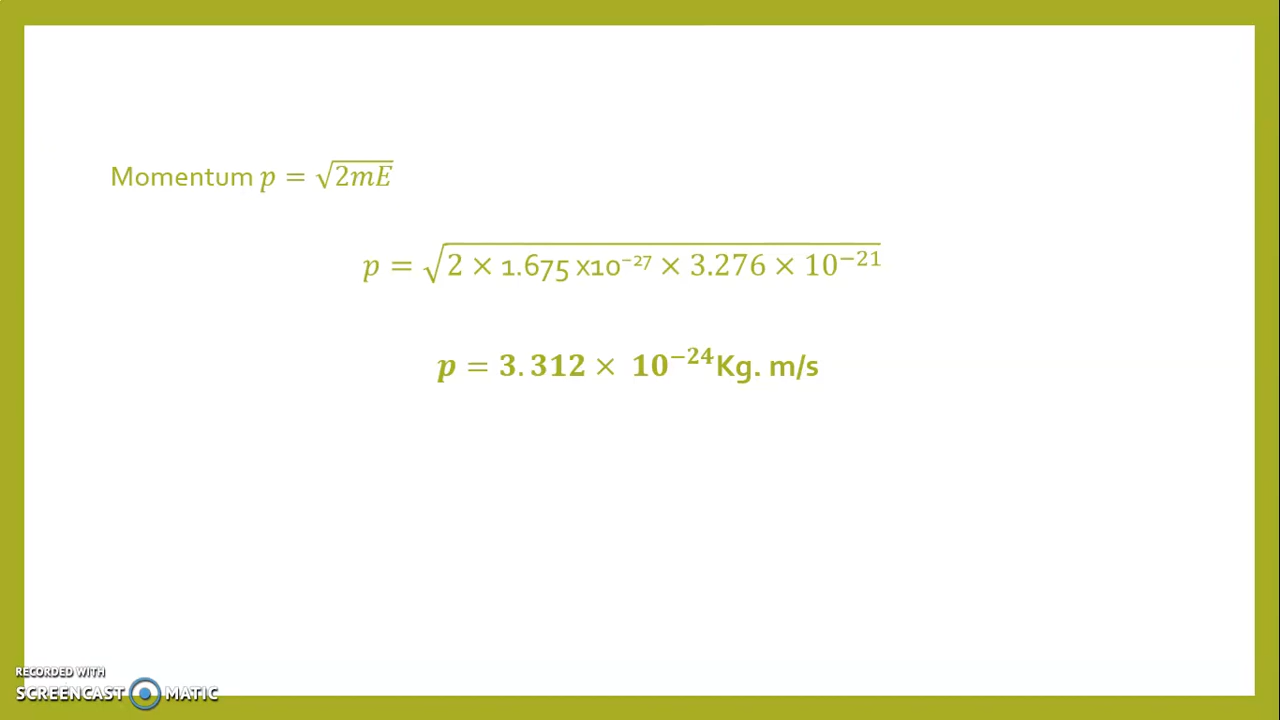 Momentum 𝑝 = √2𝑚𝐸
𝑝 = √2 × 1.675 x10⁻²⁷ × 3.276 × 10⁻²¹
𝒑 = 𝟑.𝟑𝟏𝟐 × 𝟏𝟎⁻²⁴Kg. m/s
RECORDED WITH
SCREENCAST MATIC